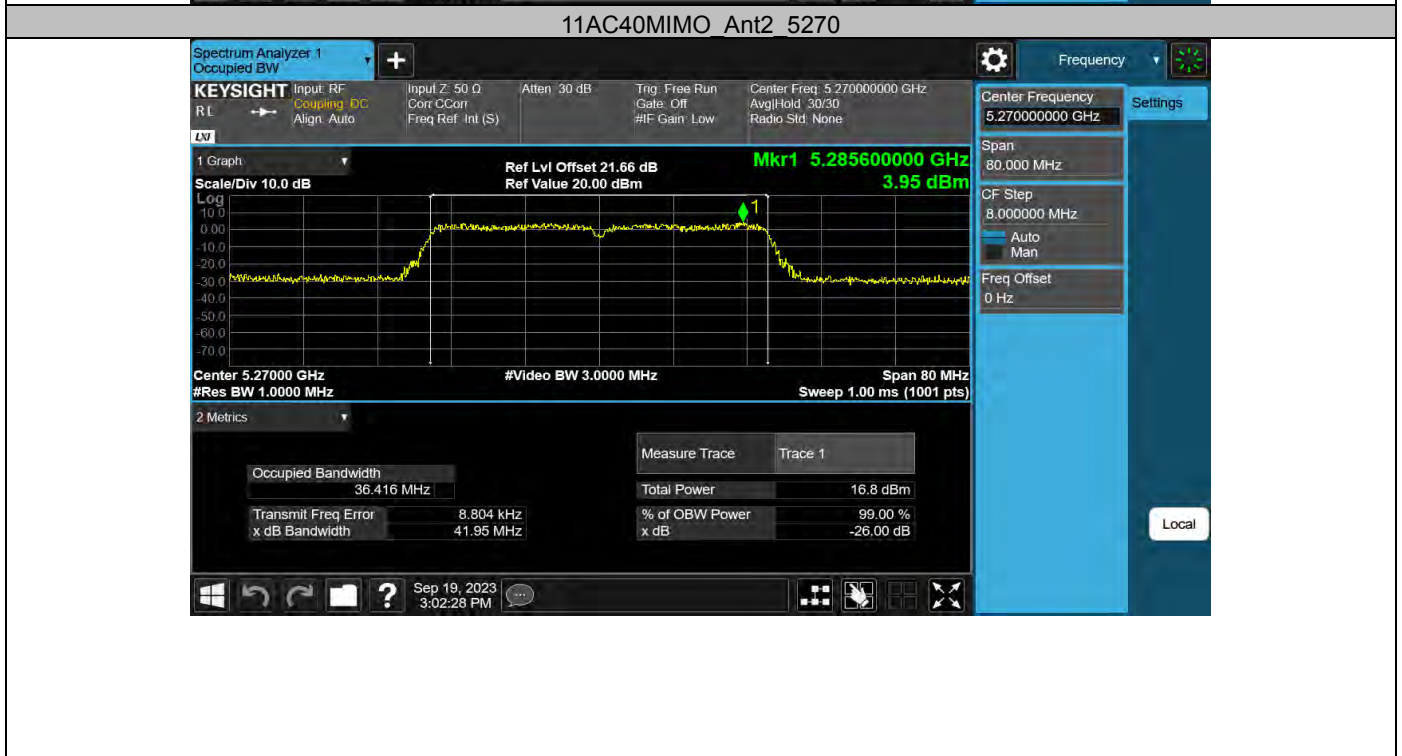 11AC40MIMO_Ant2_5270
Spectrum Analyzer 1
Occupied BW
+
Frequency
KEYSIGHT
RL
LXI
Input: RF
Coupling: DC
Align: Auto
Input Z: 50 Ω
Corr CCorr
Freq Ref: Int (S)
Atten: 30 dB
Trig: Free Run
Gate: Off
#IF Gain: Low
Center Freq: 5.270000000 GHz
Avg|Hold: 30/30
Radio Std: None
Center Frequency
5.270000000 GHz
Settings
Span
80.000 MHz
CF Step
8.000000 MHz
Auto
Man
Freq Offset
0 Hz
1 Graph
Scale/Div 10.0 dB
Ref Lvl Offset 21.66 dB
Ref Value 20.00 dBm
Mkr1 5.285600000 GHz
3.95 dBm
Log
10.0
0.00
-10.0
-20.0
-30.0
-40.0
-50.0
-60.0
-70.0
1
Center 5.27000 GHz
#Res BW 1.0000 MHz
#Video BW 3.0000 MHz
Span 80 MHz
Sweep 1.00 ms (1001 pts)
2 Metrics
Measure Trace Trace 1
Occupied Bandwidth
36.416 MHz
Total Power 16.8 dBm
Transmit Freq Error 8.804 kHz
% of OBW Power 99.00 %
x dB Bandwidth 41.95 MHz
x dB -26.00 dB
Local
?
Sep 19, 2023
3:02:28 PM